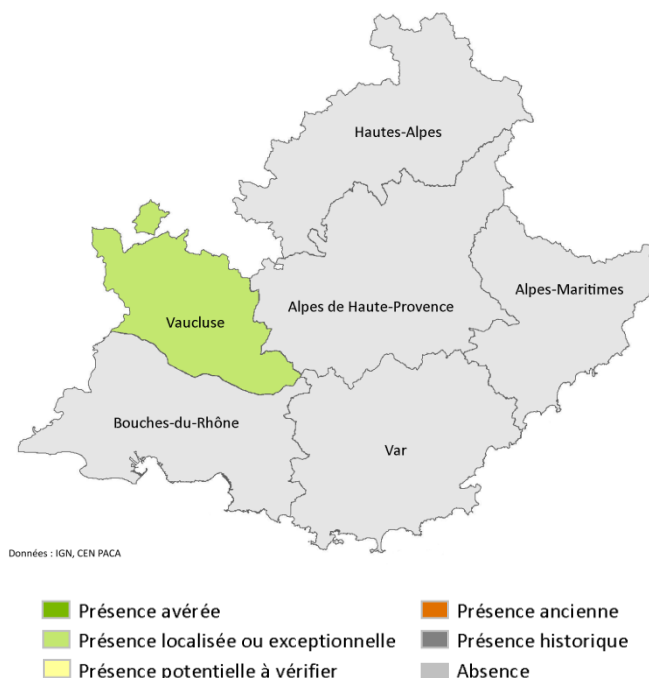 Hautes-Alpes
Alpes-Maritimes
Alpes de Haute-Provence
Vaucluse
Bouches-du-Rhône
Var
Données : IGN, CEN PACA
Présence avérée
Présence localisée ou exceptionnelle
Présence potentielle à vérifier
Présence ancienne
Présence historique
Absence